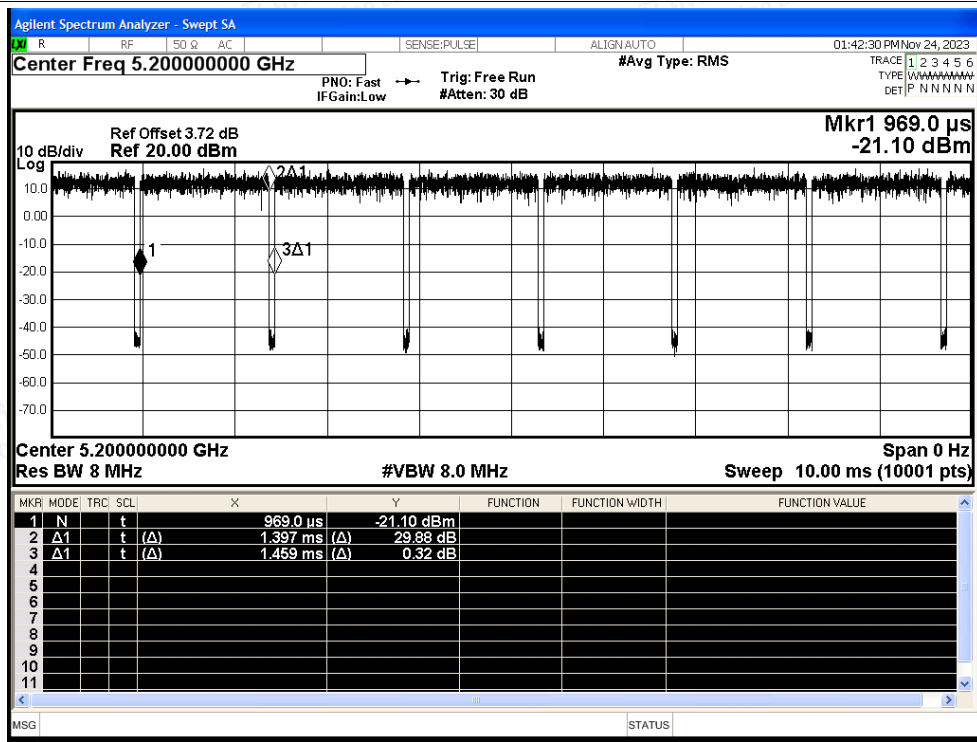 Agilent Spectrum Analyzer - Swept SA
LXI R RF 50 Ω AC SENSE:PULSE ALIGN AUTO 01:42:30 PM Nov 24, 2023
Center Freq 5.200000000 GHz
PNO: Fast
IFGain:Low
Trig: Free Run
#Atten: 30 dB
#Avg Type: RMS
TRACE 1 2 3 4 5 6
TYPE WWWWWW
DET P N N N N N
Mkr1 969.0 µs
-21.10 dBm
Ref Offset 3.72 dB
10 dB/div Ref 20.00 dBm
Log
10.0
0.00
-10.0
-20.0
-30.0
-40.0
-50.0
-60.0
-70.0
2Δ1
1
3Δ1
Center 5.200000000 GHz Span 0 Hz
Res BW 8 MHz #VBW 8.0 MHz Sweep 10.00 ms (10001 pts)
MKR MODE TRC SCL X Y FUNCTION FUNCTION WIDTH FUNCTION VALUE
1 N t 969.0 µs -21.10 dBm
2 Δ1 t (Δ) 1.397 ms (Δ) 29.88 dB
3 Δ1 t (Δ) 1.459 ms (Δ) 0.32 dB
4
5
6
7
8
9
10
11
MSG STATUS